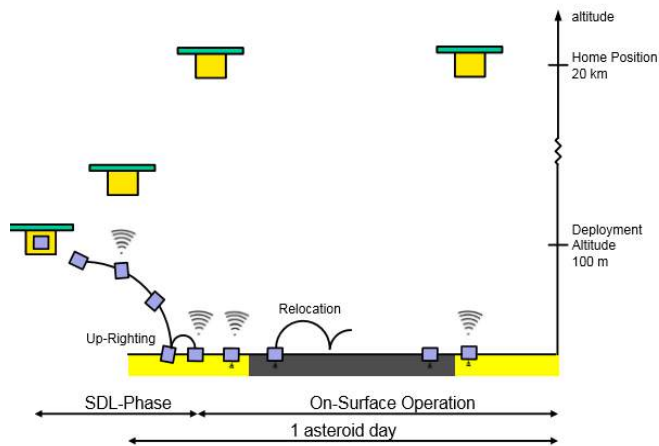 altitude
Home Position
20 km
Deployment
Altitude
100 m
Relocation
Up-Righting
SDL-Phase
On-Surface Operation
1 asteroid day